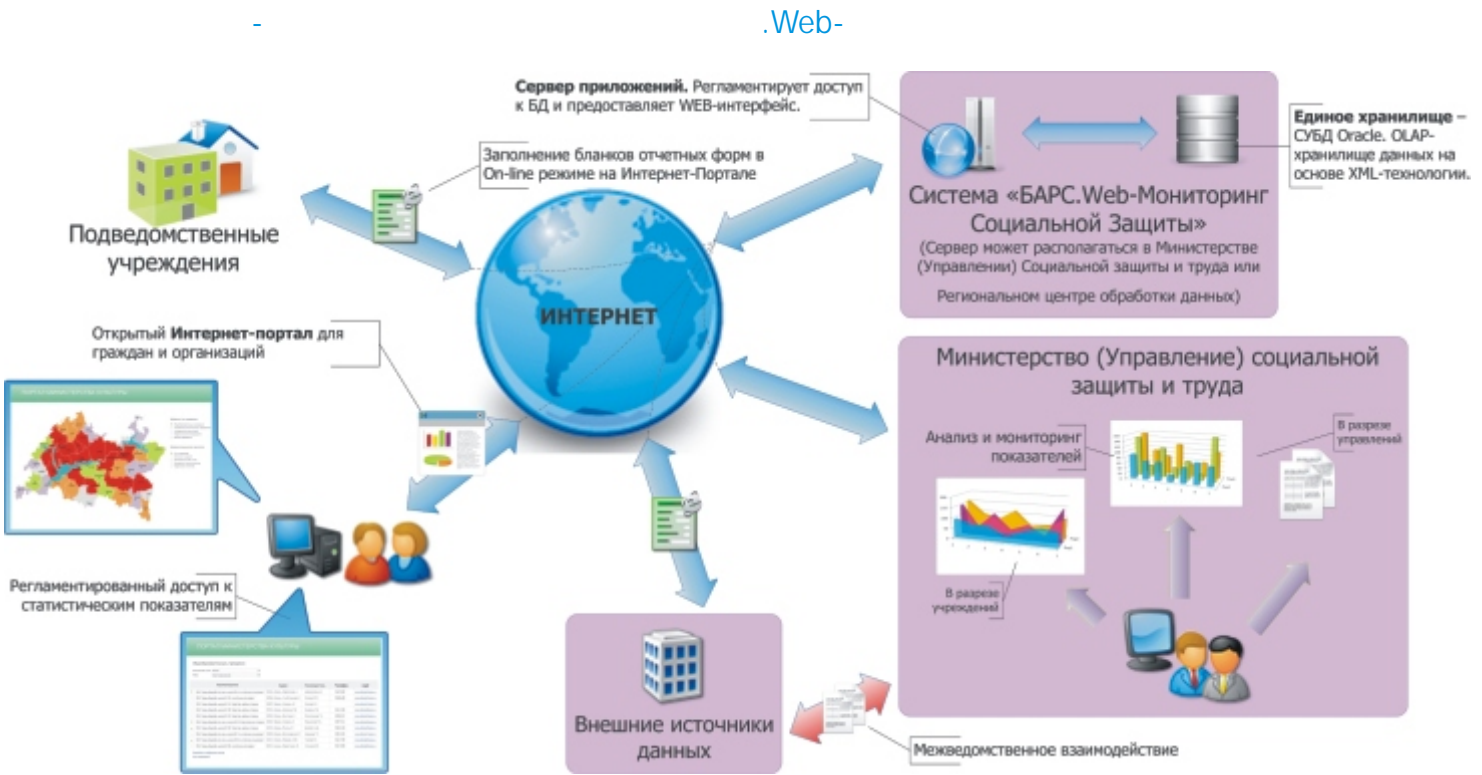 - .Web-
Сервер приложений. Регламентирует доступ
к БД и предоставляет WEB-интерфейс.
Единое хранилище –
СУБД Oracle. OLAP-
хранилище данных на
основе XML-технологии.
Заполнение бланков отчетных форм в
On-line режиме на Интернет-Портале
Подведомственные
учреждения
Система «БАРС.Web-Мониторинг
Социальной Защиты»
(Сервер может располагаться в Министерстве
(Управлении) Социальной защиты и труда или
Региональном центре обработки данных)
ИНТЕРНЕТ
Открытый Интернет-портал для
граждан и организаций
Министерство (Управление) социальной
защиты и труда
Анализ и мониторинг
показателей
В разрезе
управлений
В разрезе
учреждений
Регламентированный доступ к
статистическим показателям
Внешние источники
данных
Межведомственное взаимодействие